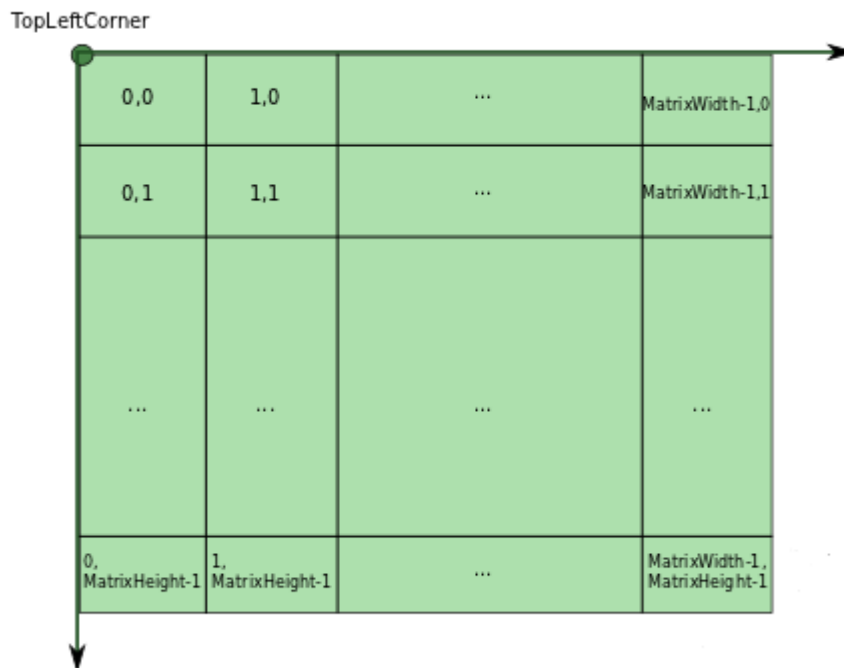 TopLeftCorner
0,0
1,0
...
MatrixWidth-1,0
0,1
1,1
...
MatrixWidth-1,1
...
...
...
...
0,
MatrixHeight-1
1,
MatrixHeight-1
...
MatrixWidth-1,
MatrixHeight-1